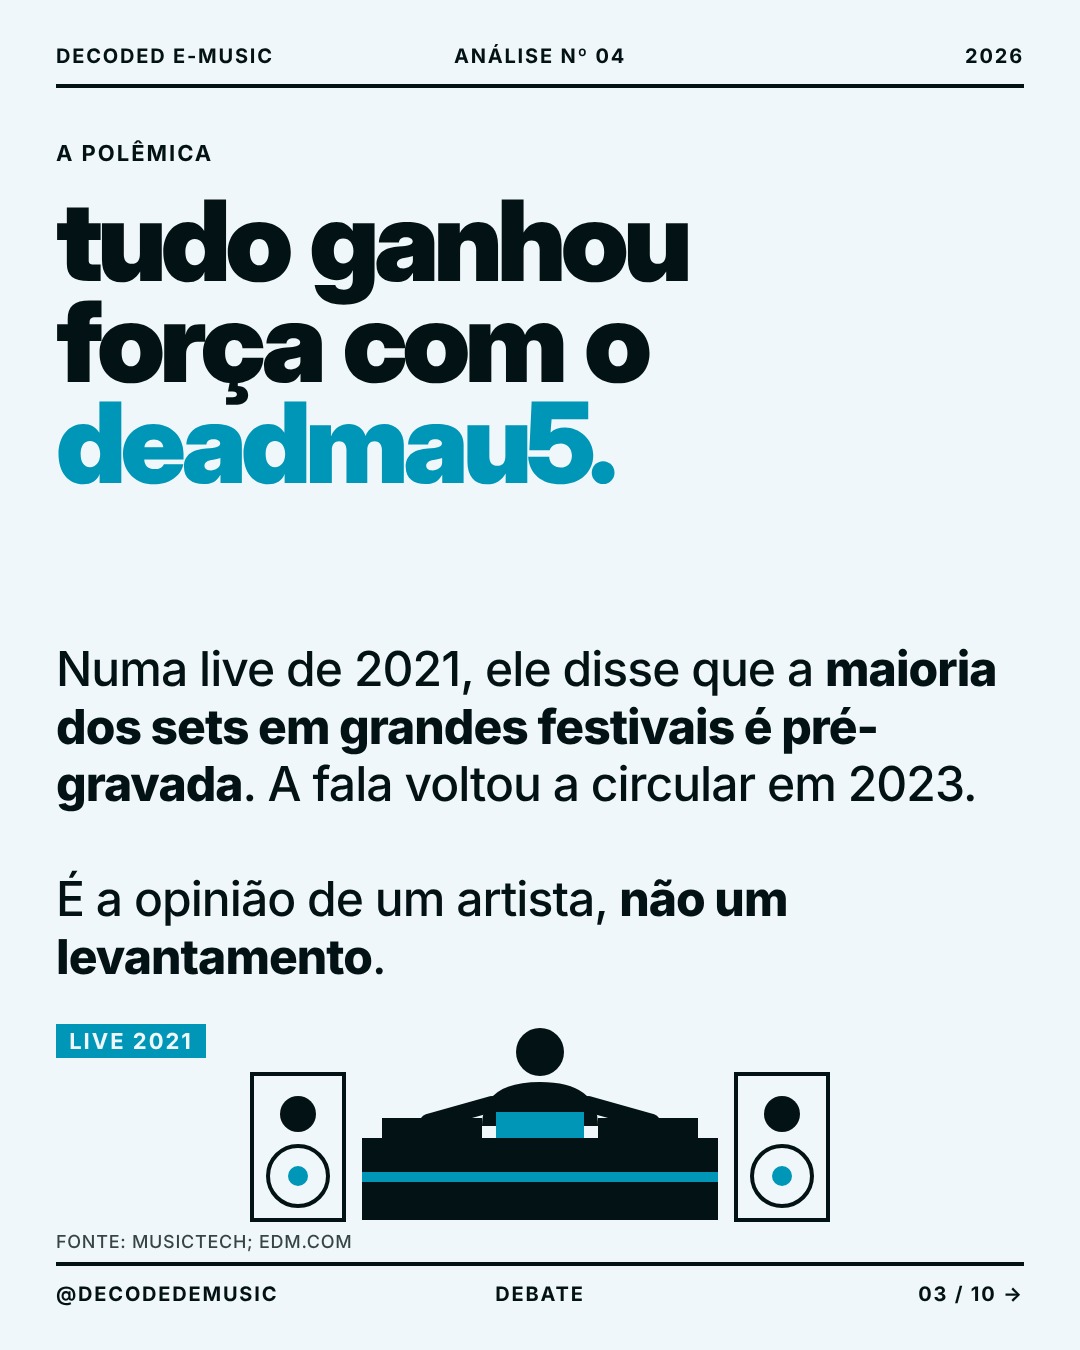 DECODED E-MUSIC
ANÁLISE Nº 04
2026
A POLÊMICA
tudo ganhou
força com o
deadmau5.
Numa live de 2021, ele disse que a maioria
dos sets em grandes festivais é pré-
gravada. A fala voltou a circular em 2023.
É a opinião de um artista, não um
levantamento.
LIVE 2021
FONTE: MUSICTECH; EDM.COM
@DECODEDEMUSIC
DEBATE
03 / 10 →